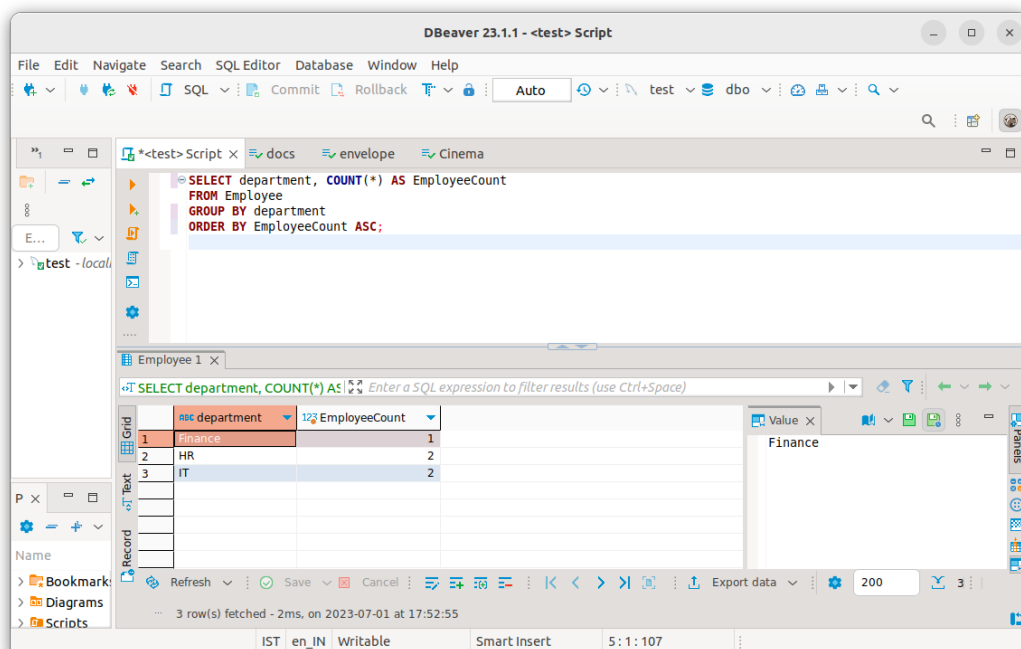 DBeaver 23.1.1 - <test> Script
File Edit Navigate Search SQL Editor Database Window Help
SQL Commit Rollback Auto test dbo
»1
*<test> Script docs envelope Cinema
SELECT department, COUNT(*) AS EmployeeCount
FROM Employee
GROUP BY department
ORDER BY EmployeeCount ASC;
E...
test - locall
Employee 1
SELECT department, COUNT(*) AS Enter a SQL expression to filter results (use Ctrl+Space)
Grid
Text
Record
ABC department 123 EmployeeCount
1 Finance 1
2 HR 2
3 IT 2
Value
Finance
Panels
P
Name
Bookmarks
Diagrams
Scripts
Refresh Save Cancel Export data 200 3
... 3 row(s) fetched - 2ms, on 2023-07-01 at 17:52:55
IST en_IN Writable Smart Insert 5 : 1 : 107